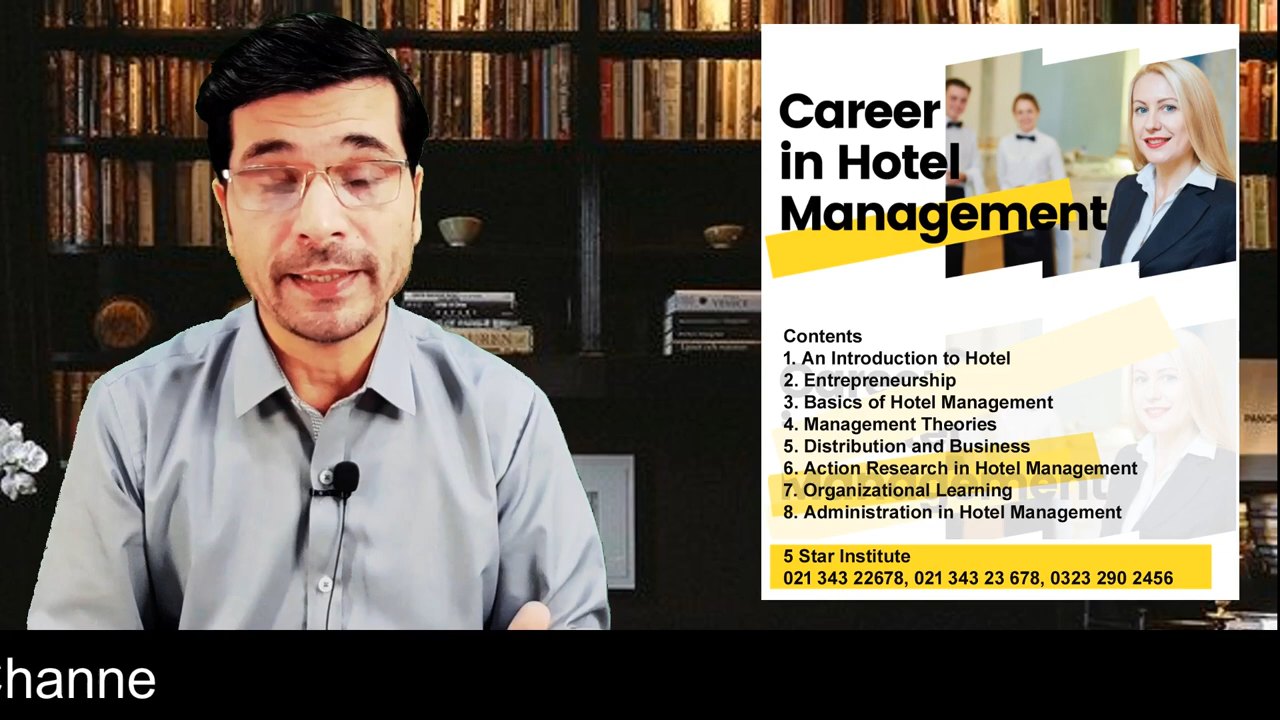 Career
in Hotel
Management
Contents
1. An Introduction to Hotel
2. Entrepreneurship
3. Basics of Hotel Management
4. Management Theories
5. Distribution and Business
6. Action Research in Hotel Management
7. Organizational Learning
8. Administration in Hotel Management
5 Star Institute
021 343 22678, 021 343 23 678, 0323 290 2456
VENICE
Channe